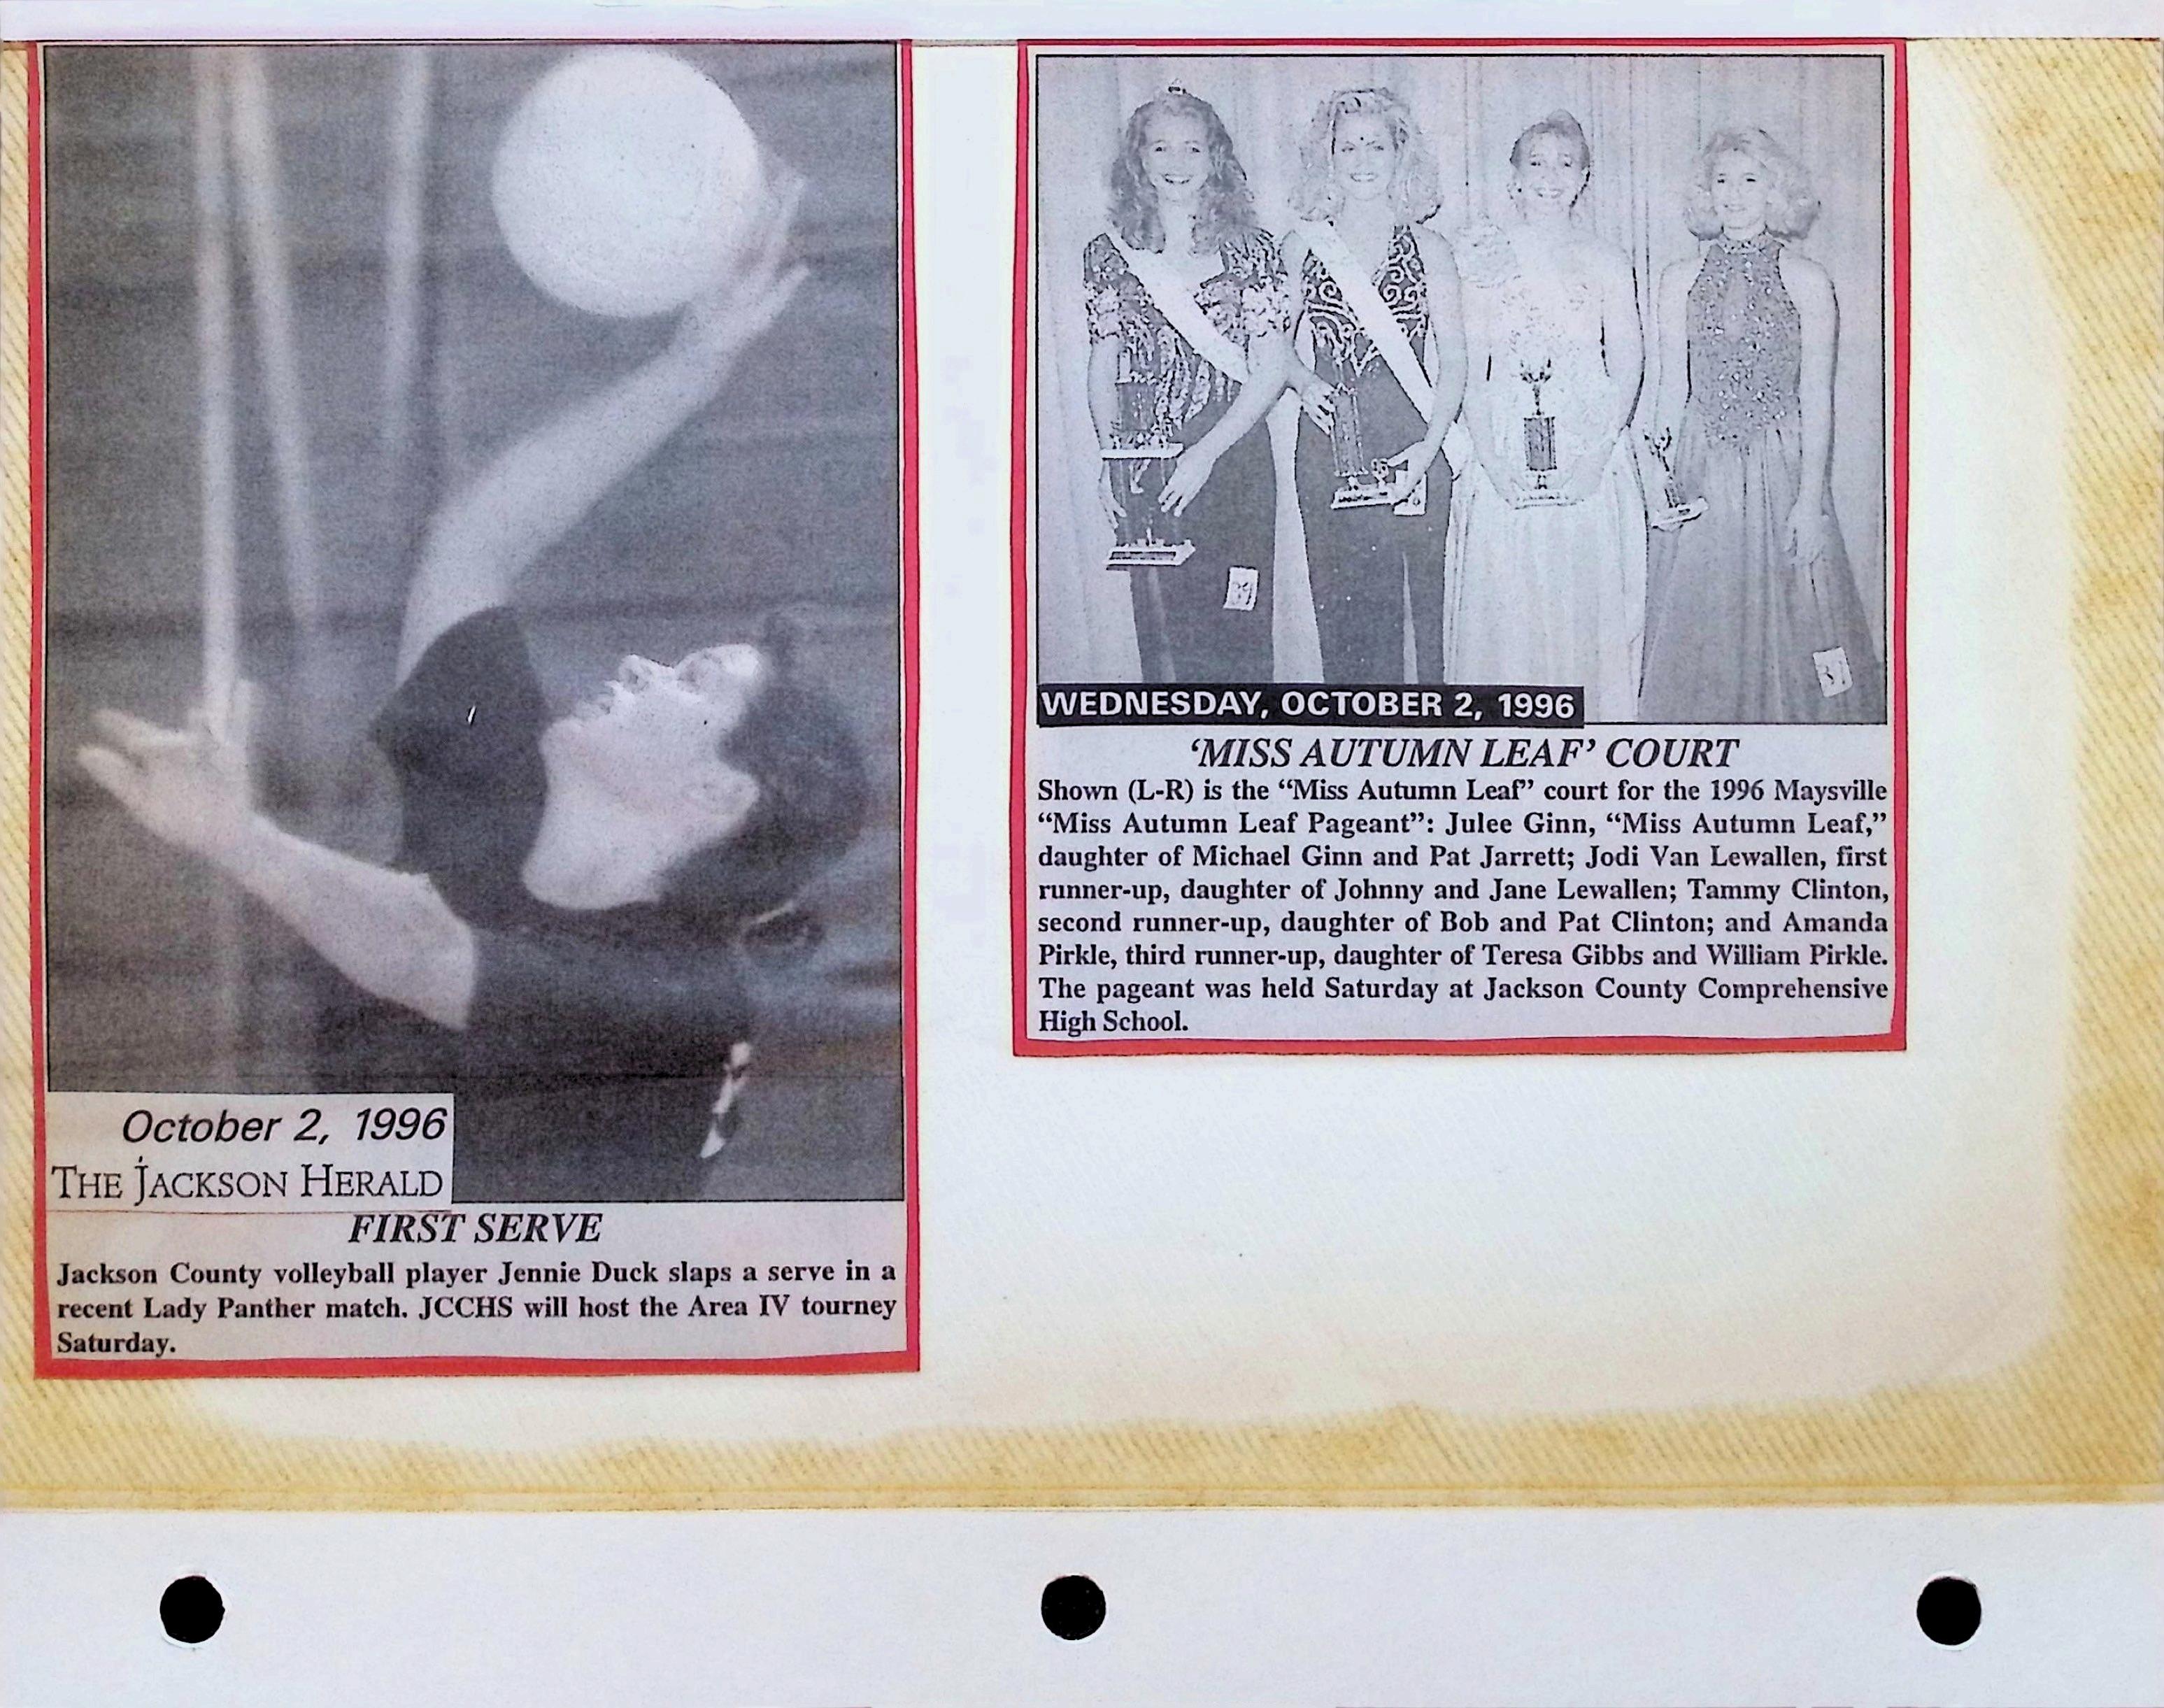 October 2, 1996
THE JACKSON HERALD
FIRST SERVE
Jackson County volleyball player Jennie Duck slaps a serve in a
recent Lady Panther match. JCCHS will host the Area IV tourney
Saturday.
39
37
WEDNESDAY, OCTOBER 2, 1996
‘MISS AUTUMN LEAF’ COURT
Shown (L-R) is the “Miss Autumn Leaf” court for the 1996 Maysville
“Miss Autumn Leaf Pageant”: Julee Ginn, “Miss Autumn Leaf,”
daughter of Michael Ginn and Pat Jarrett; Jodi Van Lewallen, first
runner-up, daughter of Johnny and Jane Lewallen; Tammy Clinton,
second runner-up, daughter of Bob and Pat Clinton; and Amanda
Pirkle, third runner-up, daughter of Teresa Gibbs and William Pirkle.
The pageant was held Saturday at Jackson County Comprehensive
High School.